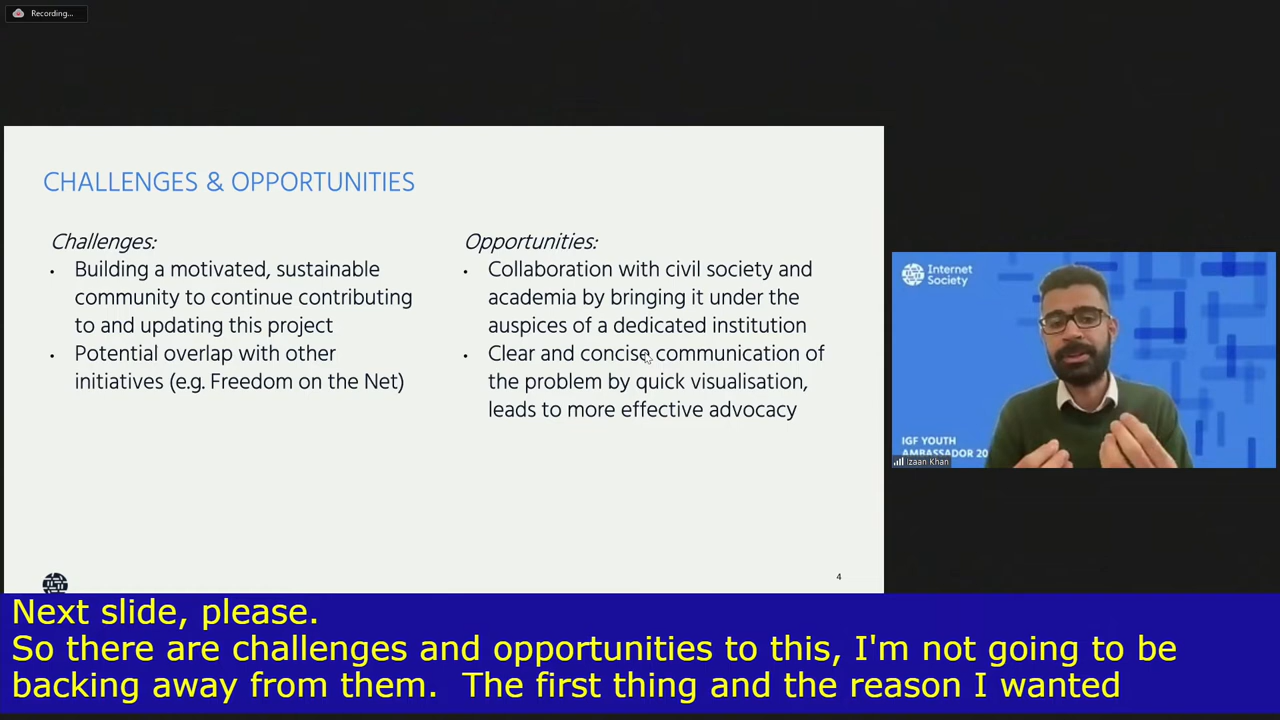 Recording...
CHALLENGES & OPPORTUNITIES
Challenges:
• Building a motivated, sustainable
community to continue contributing
to and updating this project
• Potential overlap with other
initiatives (e.g. Freedom on the Net)
Opportunities:
• Collaboration with civil society and
academia by bringing it under the
auspices of a dedicated institution
• Clear and concise communication of
the problem by quick visualisation,
leads to more effective advocacy
4
Internet
Society
IGF YOUTH
AMBASSADOR 20
Izaan Khan
Next slide, please.
So there are challenges and opportunities to this, I'm not going to be
backing away from them.  The first thing and the reason I wanted